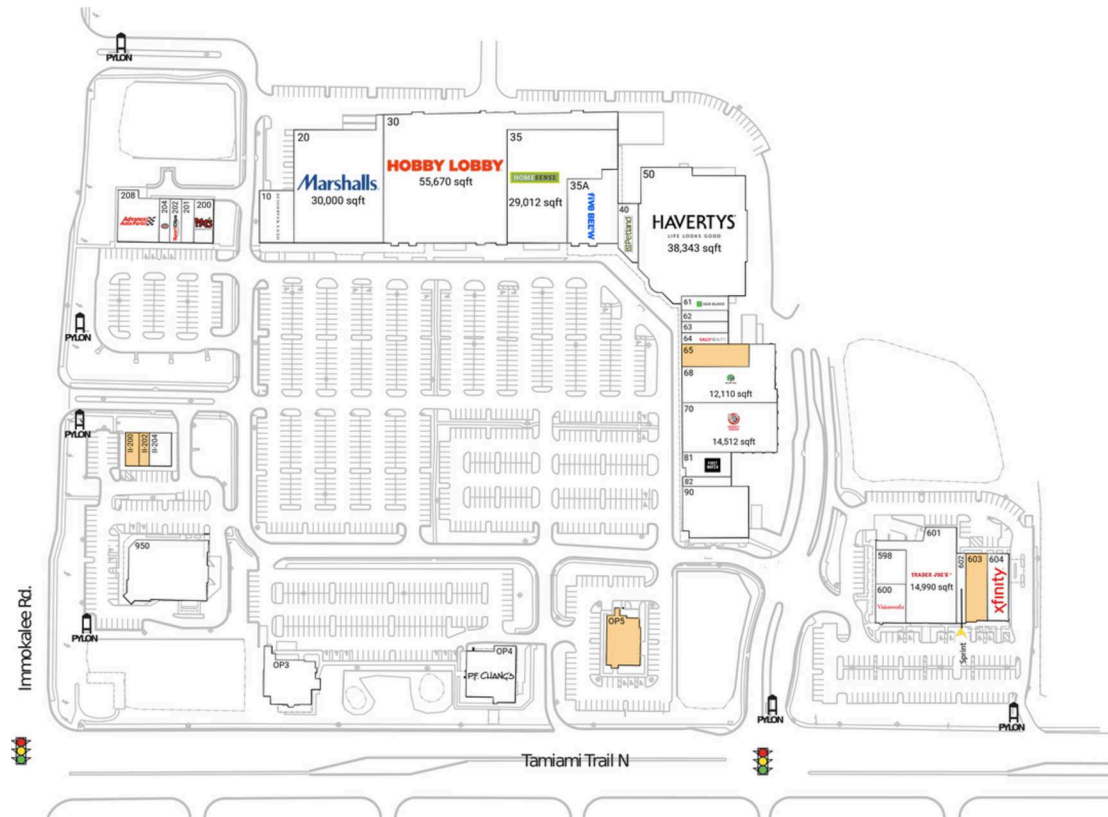 PYLON
20
Marshalls
30,000 sqft
30
HOBBY LOBBY
55,670 sqft
35
HOMESENSE
29,012 sqft
35A
FIVE BELOW
40
Petland
50
HAVERTYS
LIFE LOOKS GOOD
38,343 sqft
10
208
Advance
Auto Parts
204
202
201
200
PYLON
61
H&R BLOCK
62
63
64
SALLY BEAUTY
65
68
12,110 sqft
70
14,512 sqft
81
FIRST
WATCH
82
90
PYLON
II-200
II-202
II-204
950
PYLON
Immokalee Rd.
OP3
OP4
P.F. CHANG'S
OP5
598
600
Visionworks
601
TRADER JOE'S
14,990 sqft
602
603
604
xfinity
Sprint
PYLON
PYLON
Tamiami Trail N